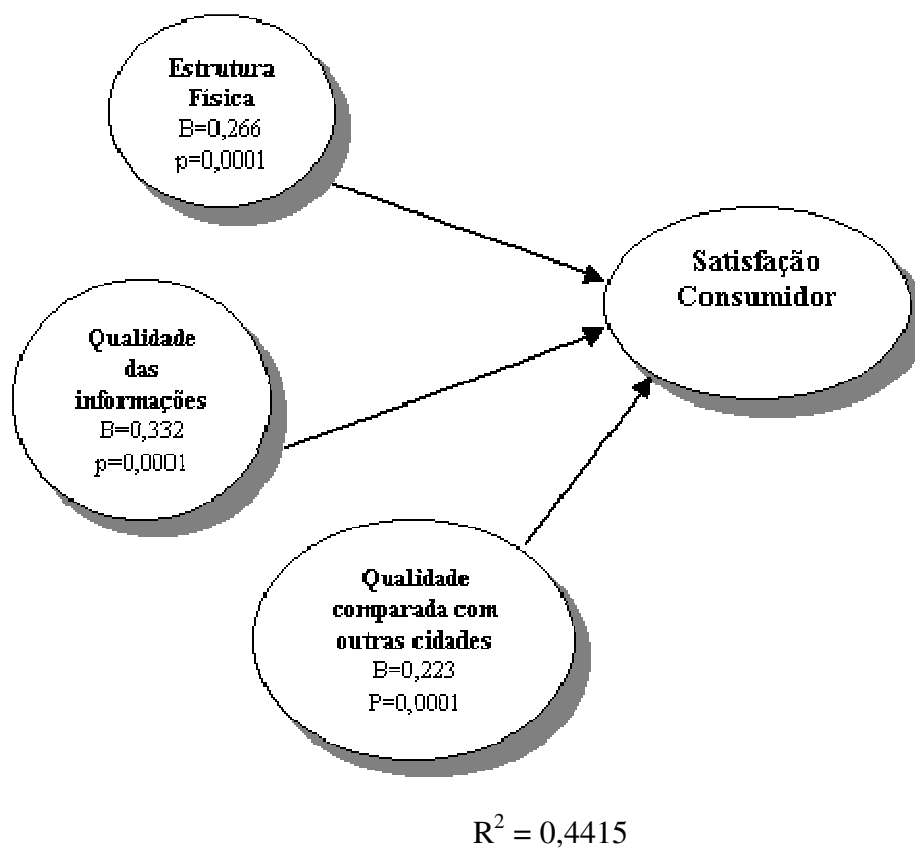 Estrutura
Física
B=0,266
p=0,0001
Satisfação
Consumidor
Qualidade
das
informações
B=0,332
p=0,0001
Qualidade
comparada com
outras cidades
B=0,223
P=0,0001
R² = 0,4415